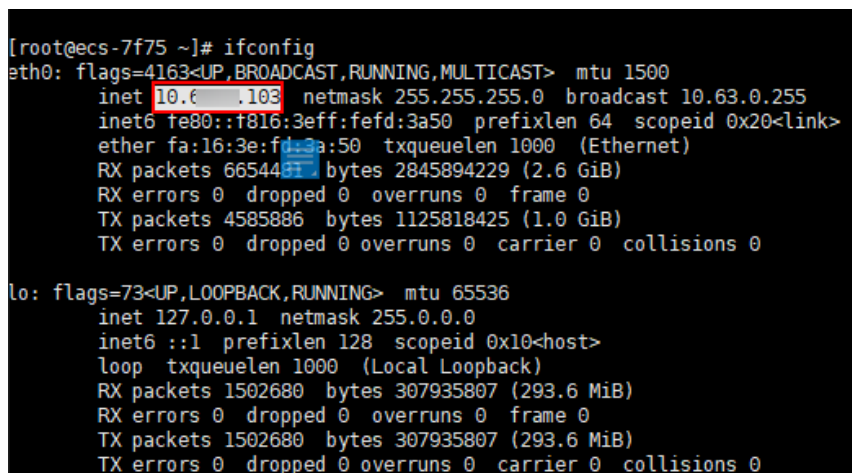 [root@ecs-7f75 ~]# ifconfig
eth0: flags=4163<UP,BROADCAST,RUNNING,MULTICAST>  mtu 1500
inet .103  netmask 255.255.255.0  broadcast 10.63.0.255
inet6 fe80::f816:3eff:fefd:3a50  prefixlen 64  scopeid 0x20<link>
ether fa:16:3e:fd:3a:50  txqueuelen 1000  (Ethernet)
RX packets bytes 2845894229 (2.6 GiB)
RX errors 0  dropped 0  overruns 0  frame 0
TX packets 4585886  bytes 1125818425 (1.0 GiB)
TX errors 0  dropped 0 overruns 0  carrier 0  collisions 0
lo: flags=73<UP,LOOPBACK,RUNNING>  mtu 65536
inet 127.0.0.1  netmask 255.0.0.0
inet6 ::1  prefixlen 128  scopeid 0x10<host>
loop  txqueuelen 1000  (Local Loopback)
RX packets 1502680  bytes 307935807 (293.6 MiB)
RX errors 0  dropped 0  overruns 0  frame 0
TX packets 1502680  bytes 307935807 (293.6 MiB)
TX errors 0  dropped 0 overruns 0  carrier 0  collisions 0